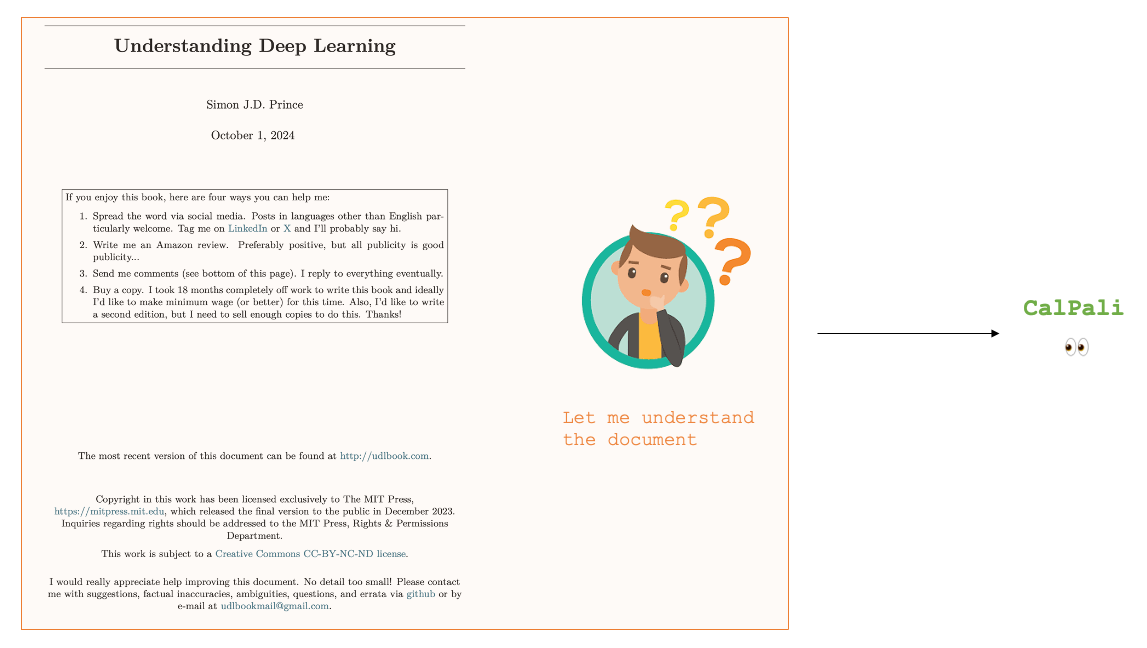 Understanding Deep Learning
Simon J.D. Prince
October 1, 2024
If you enjoy this book, here are four ways you can help me:
1. Spread the word via social media. Posts in languages other than English par-
ticularly welcome. Tag me on LinkedIn or X and I'll probably say hi.
2. Write me an Amazon review. Preferably positive, but all publicity is good
publicity...
3. Send me comments (see bottom of this page). I reply to everything eventually.
4. Buy a copy. I took 18 months completely off work to write this book and ideally
I'd like to make minimum wage (or better) for this time. Also, I'd like to write
a second edition, but I need to sell enough copies to do this. Thanks!
The most recent version of this document can be found at http://udlbook.com.
Copyright in this work has been licensed exclusively to The MIT Press,
https://mitpress.mit.edu, which released the final version to the public in December 2023.
Inquiries regarding rights should be addressed to the MIT Press, Rights & Permissions
Department.
This work is subject to a Creative Commons CC-BY-NC-ND license.
I would really appreciate help improving this document. No detail too small! Please contact
me with suggestions, factual inaccuracies, ambiguities, questions, and errata via github or by
e-mail at udlbookmail@gmail.com.
? ? ?
Let me understand
the document
CalPali